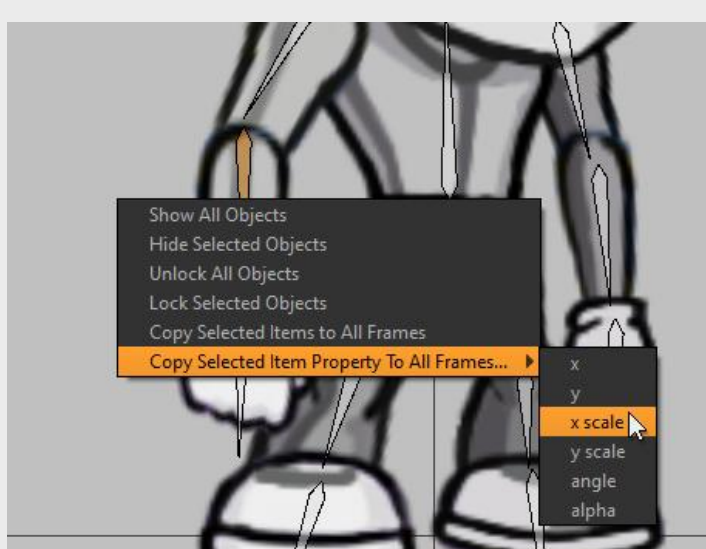 Show All Objects
Hide Selected Objects
Unlock All Objects
Lock Selected Objects
Copy Selected Items to All Frames
Copy Selected Item Property To All Frames...
x
y
x scale
y scale
angle
alpha